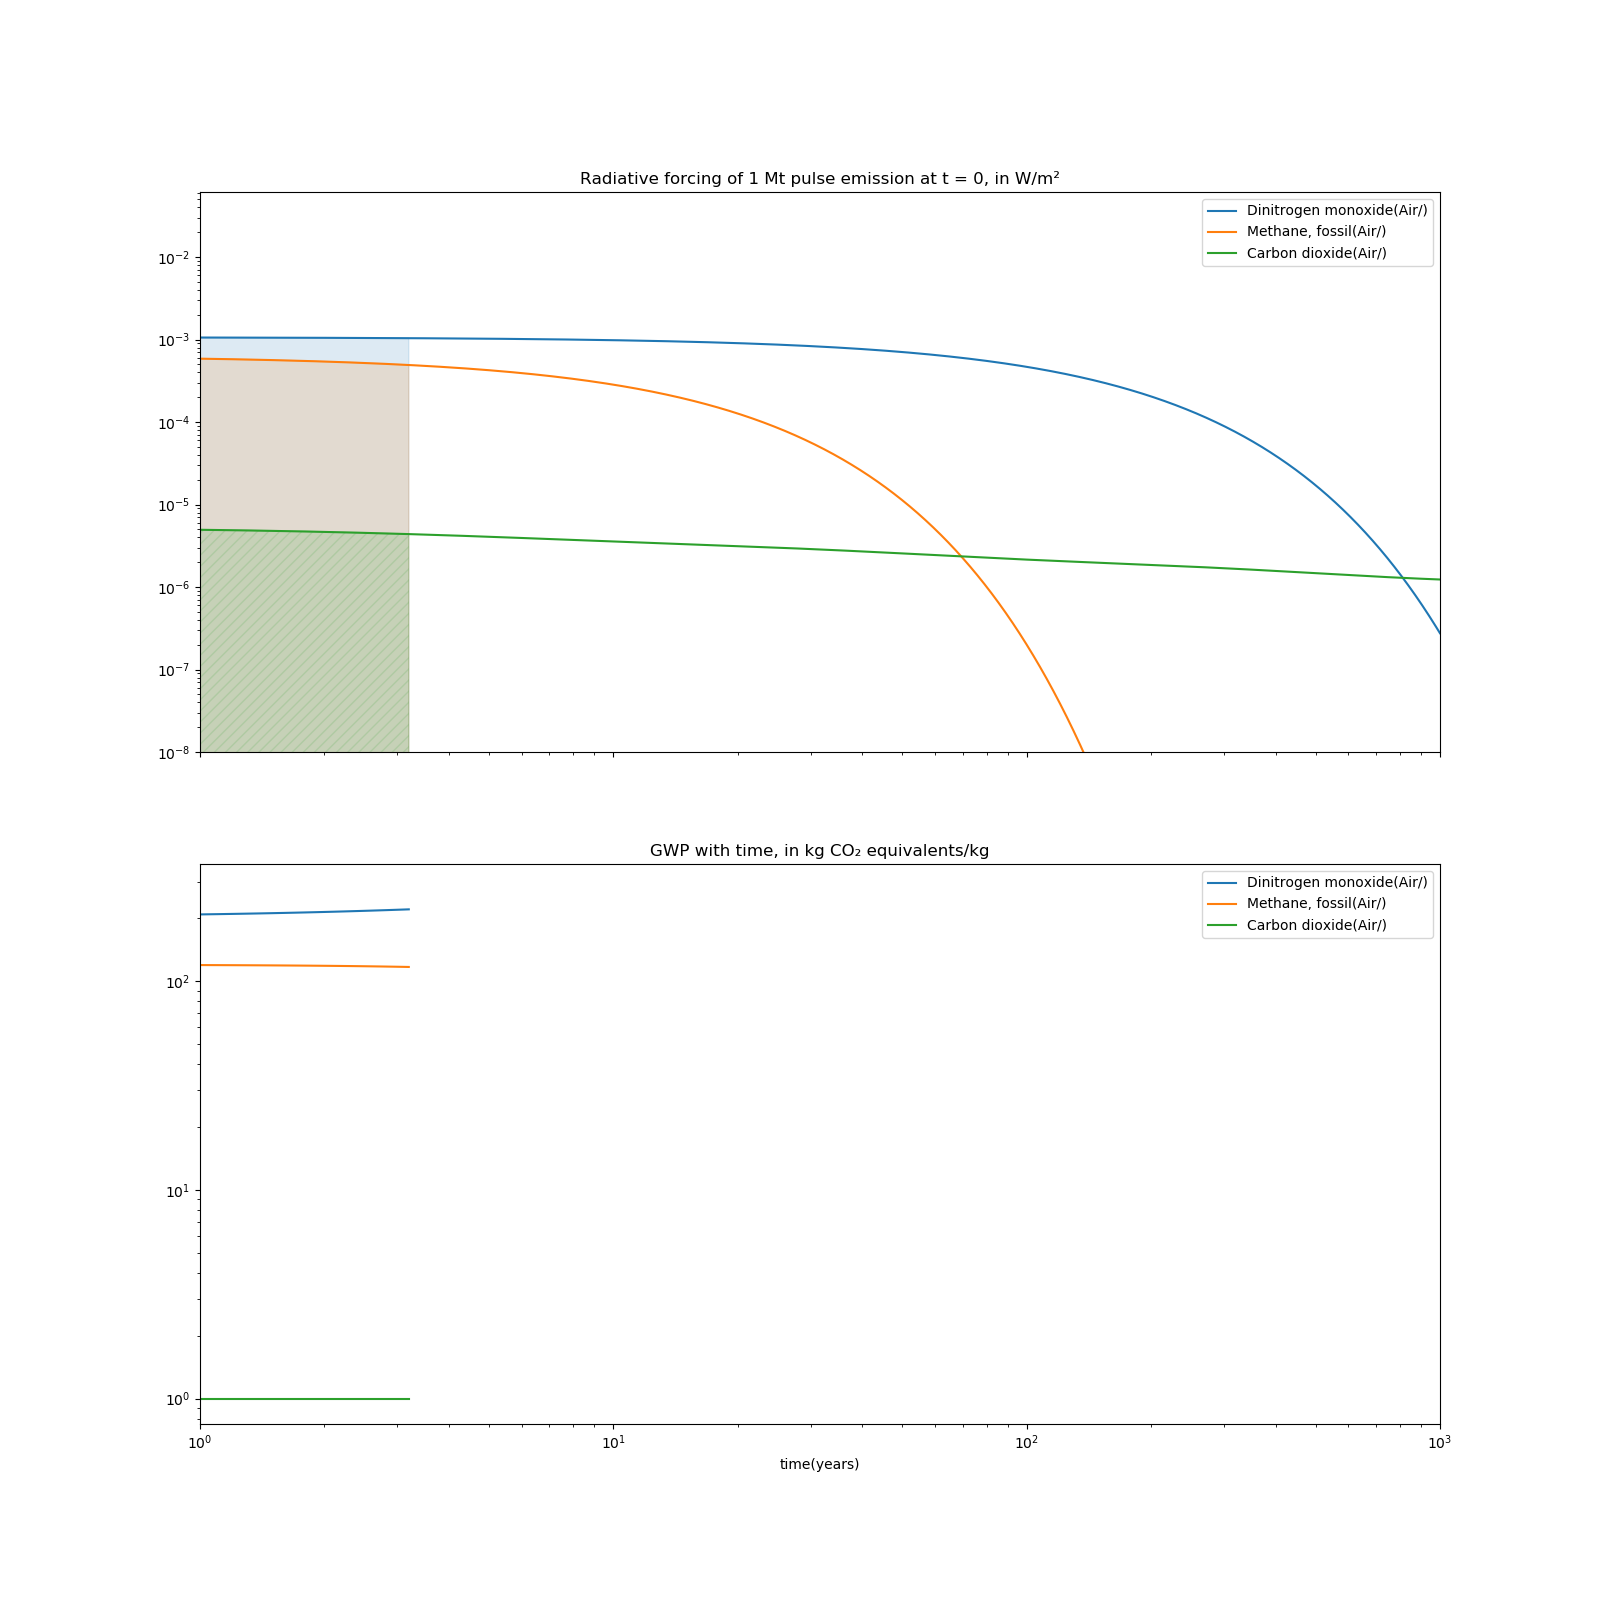 Radiative forcing of 1 Mt pulse emission at t = 0, in W/m²
Dinitrogen monoxide(Air/)
Methane, fossil(Air/)
Carbon dioxide(Air/)
10⁻²
10⁻³
10⁻⁴
10⁻⁵
10⁻⁶
10⁻⁷
10⁻⁸
GWP with time, in kg CO₂ equivalents/kg
Dinitrogen monoxide(Air/)
Methane, fossil(Air/)
Carbon dioxide(Air/)
10²
10¹
10⁰
10⁰ 10¹ 10² 10³
time(years)